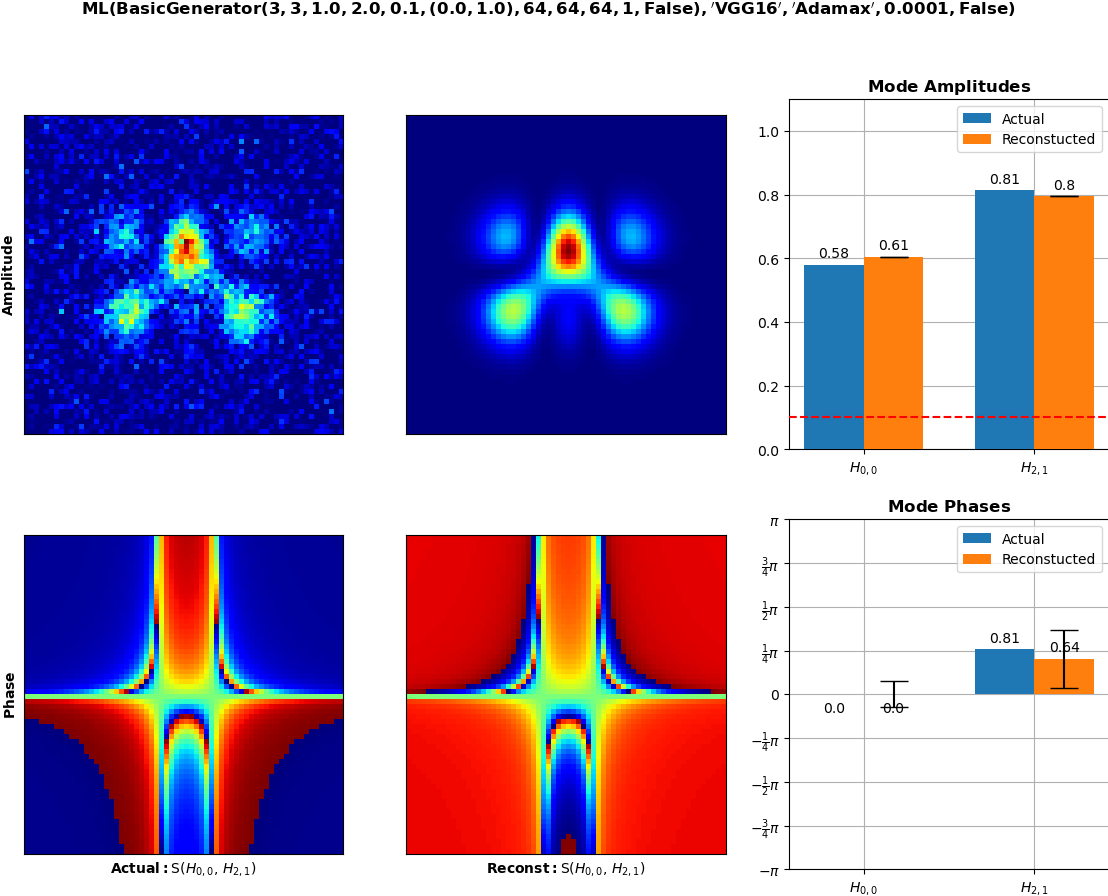 ML(BasicGenerator(3, 3, 1.0, 2.0, 0.1, (0.0, 1.0), 64, 64, 64, 1, False), ′VGG16′, ′Adamax′, 0.0001, False)
Mode Amplitudes
Actual
Reconstucted
1.0
0.8
0.6
0.4
0.2
0.0
0.58
0.61
0.81
0.8
H0, 0
H2, 1
Amplitude
Mode Phases
Actual
Reconstucted
π
3/4π
1/2π
1/4π
0
−1/4π
−1/2π
−3/4π
−π
0.0
0.0
0.81
0.64
H0, 0
H2, 1
Phase
Actual: S(H0, 0, H2, 1)
Reconst: S(H0, 0, H2, 1)